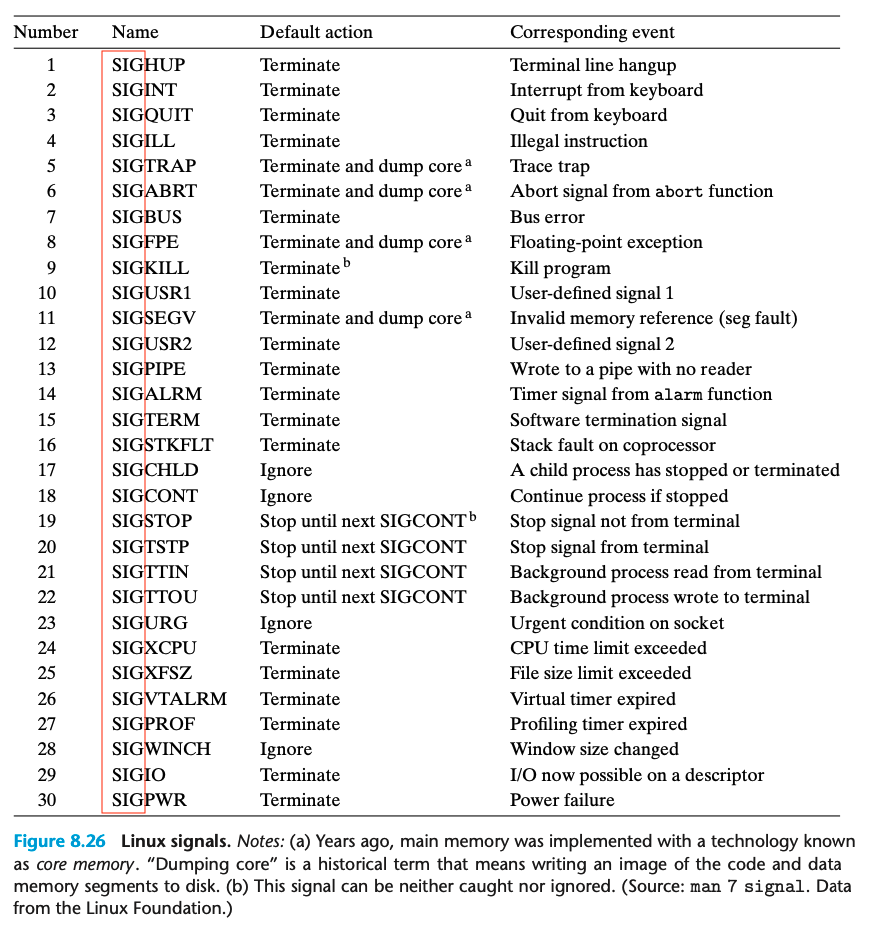 Number Name Default action Corresponding event
1 SIGHUP Terminate Terminal line hangup
2 SIGINT Terminate Interrupt from keyboard
3 SIGQUIT Terminate Quit from keyboard
4 SIGILL Terminate Illegal instruction
5 SIGTRAP Terminate and dump core a Trace trap
6 SIGABRT Terminate and dump core a Abort signal from abort function
7 SIGBUS Terminate Bus error
8 SIGFPE Terminate and dump core a Floating-point exception
9 SIGKILL Terminate b Kill program
10 SIGUSR1 Terminate User-defined signal 1
11 SIGSEGV Terminate and dump core a Invalid memory reference (seg fault)
12 SIGUSR2 Terminate User-defined signal 2
13 SIGPIPE Terminate Wrote to a pipe with no reader
14 SIGALRM Terminate Timer signal from alarm function
15 SIGTERM Terminate Software termination signal
16 SIGSTKFLT Terminate Stack fault on coprocessor
17 SIGCHLD Ignore A child process has stopped or terminated
18 SIGCONT Ignore Continue process if stopped
19 SIGSTOP Stop until next SIGCONT b Stop signal not from terminal
20 SIGTSTP Stop until next SIGCONT Stop signal from terminal
21 SIGTTIN Stop until next SIGCONT Background process read from terminal
22 SIGTTOU Stop until next SIGCONT Background process wrote to terminal
23 SIGURG Ignore Urgent condition on socket
24 SIGXCPU Terminate CPU time limit exceeded
25 SIGXFSZ Terminate File size limit exceeded
26 SIGVTALRM Terminate Virtual timer expired
27 SIGPROF Terminate Profiling timer expired
28 SIGWINCH Ignore Window size changed
29 SIGIO Terminate I/O now possible on a descriptor
30 SIGPWR Terminate Power failure
Figure 8.26 Linux signals. Notes: (a) Years ago, main memory was implemented with a technology known
as core memory. “Dumping core” is a historical term that means writing an image of the code and data
memory segments to disk. (b) This signal can be neither caught nor ignored. (Source: man 7 signal. Data
from the Linux Foundation.)